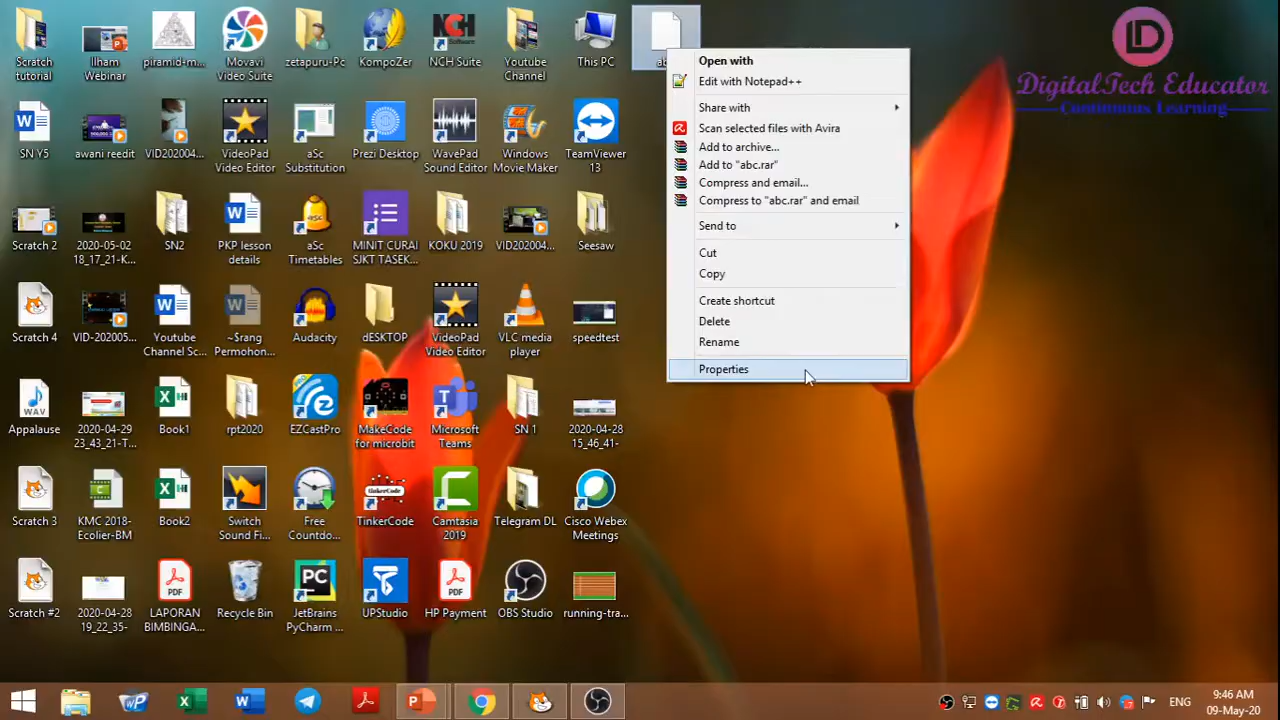 Scratch
tutorial
Ilham
Webinar
piramid-m...
Movavi
Video Suite
zetapuru-Pc
KompoZer
NCH
Software
NCH Suite
Youtube
Channel
This PC
Open with
Edit with Notepad++
Share with
Scan selected files with Avira
Add to archive...
Add to "abc.rar"
Compress and email...
Compress to "abc.rar" and email
Send to
Cut
Copy
Create shortcut
Delete
Rename
Properties
DigitalTech Educator
Continuous Learning
SN Y5
awani reedit
VID202004...
VideoPad
Video Editor
aSc
Substitution
Prezi Desktop
WavePad
Sound Editor
Windows
Movie Maker
TeamViewer
13
Scratch 2
2020-05-02
18_17_21-K...
SN2
PKP lesson
details
asc
aSc
Timetables
MINIT CURAI
SJKT TASEK...
KOKU 2019
VID202004...
Seesaw
Scratch 4
VID-202005...
Youtube
Channel Sc...
~$rang
Permohon...
Audacity
dESKTOP
VideoPad
Video Editor
VLC media
player
speedtest
WAV
Appalause
2020-04-29
23_43_21-T...
Book1
rpt2020
EZCastPro
MakeCode
for microbit
Microsoft
Teams
SN 1
2020-04-28
15_46_41-
Scratch 3
KMC 2018-
Ecolier-BM
Book2
Switch
Sound Fi...
Free
Countdo...
TinkerCode
TinkerCode
Camtasia
2019
Telegram DL
Cisco Webex
Meetings
Scratch #2
2020-04-28
19_22_35-
PDF
LAPORAN
BIMBINGA...
Recycle Bin
PC
JetBrains
PyCharm ...
UPStudio
PDF
HP Payment
OBS Studio
running-tra...
ENG
9:46 AM
09-May-20